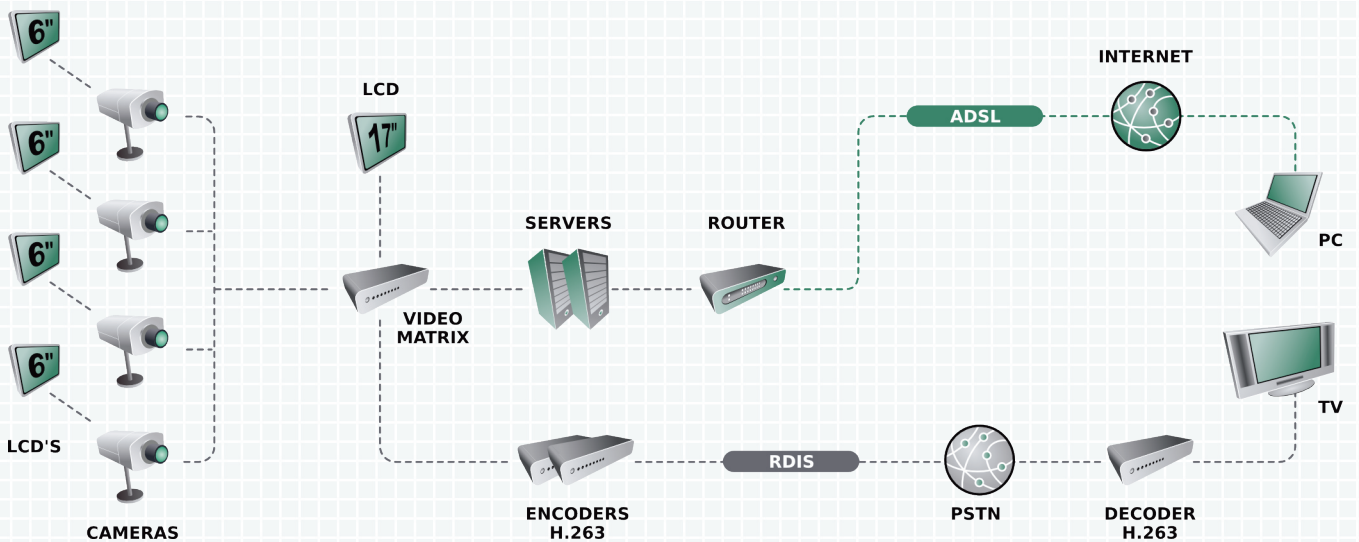 6"
6"
6"
6"
LCD'S
CAMERAS
LCD
17"
VIDEO
MATRIX
SERVERS
ROUTER
ADSL
INTERNET
PC
ENCODERS
H.263
RDIS
PSTN
DECODER
H.263
TV